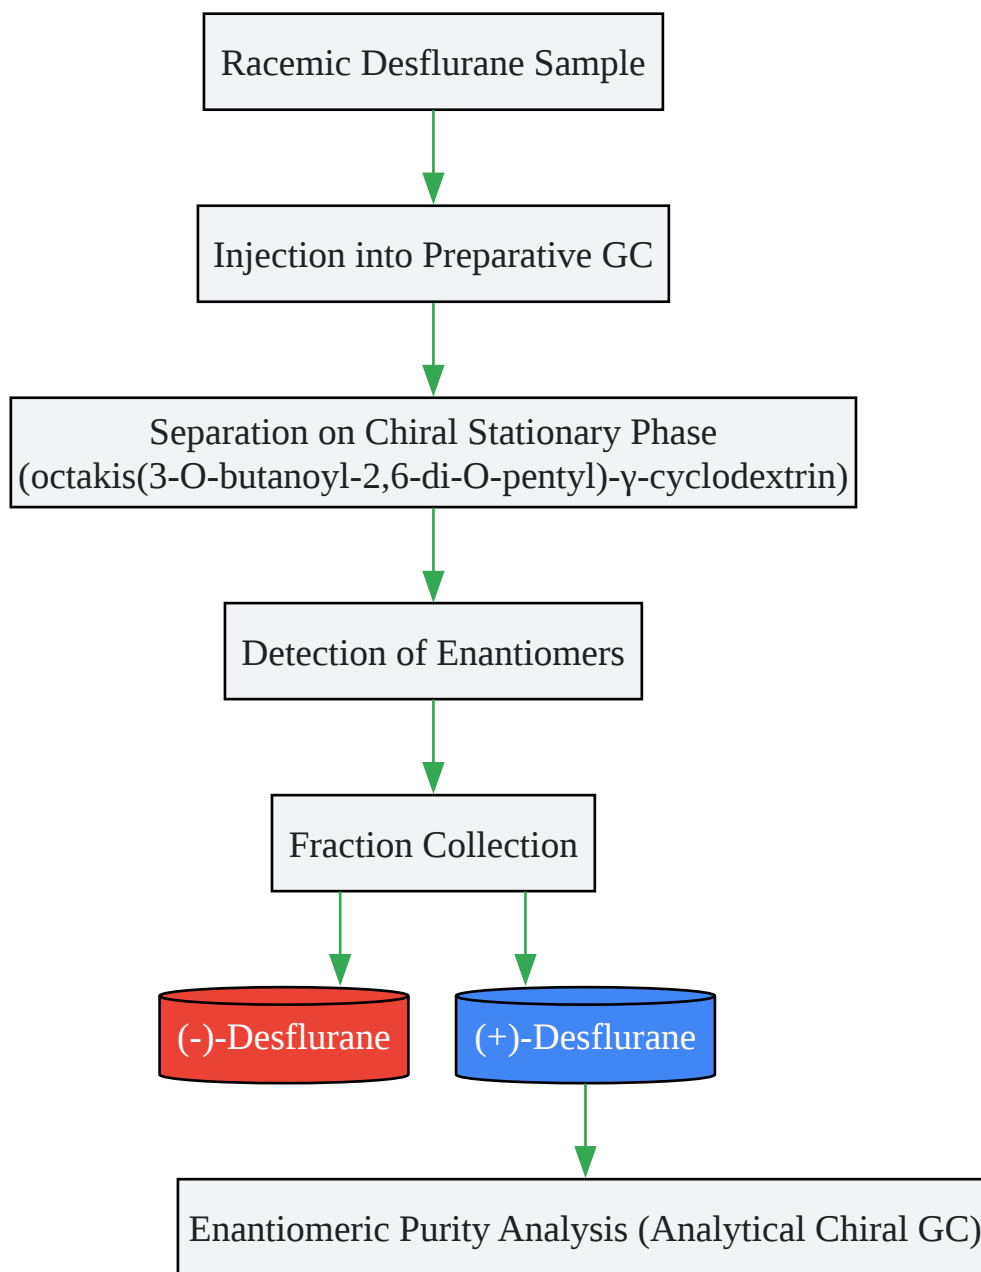 Racemic Desflurane Sample
Injection into Preparative GC
Separation on Chiral Stationary Phase
(octakis(3-O-butanoyl-2,6-di-O-pentyl)-γ-cyclodextrin)
Detection of Enantiomers
Fraction Collection
(-)-Desflurane
(+)-Desflurane
Enantiomeric Purity Analysis (Analytical Chiral GC)